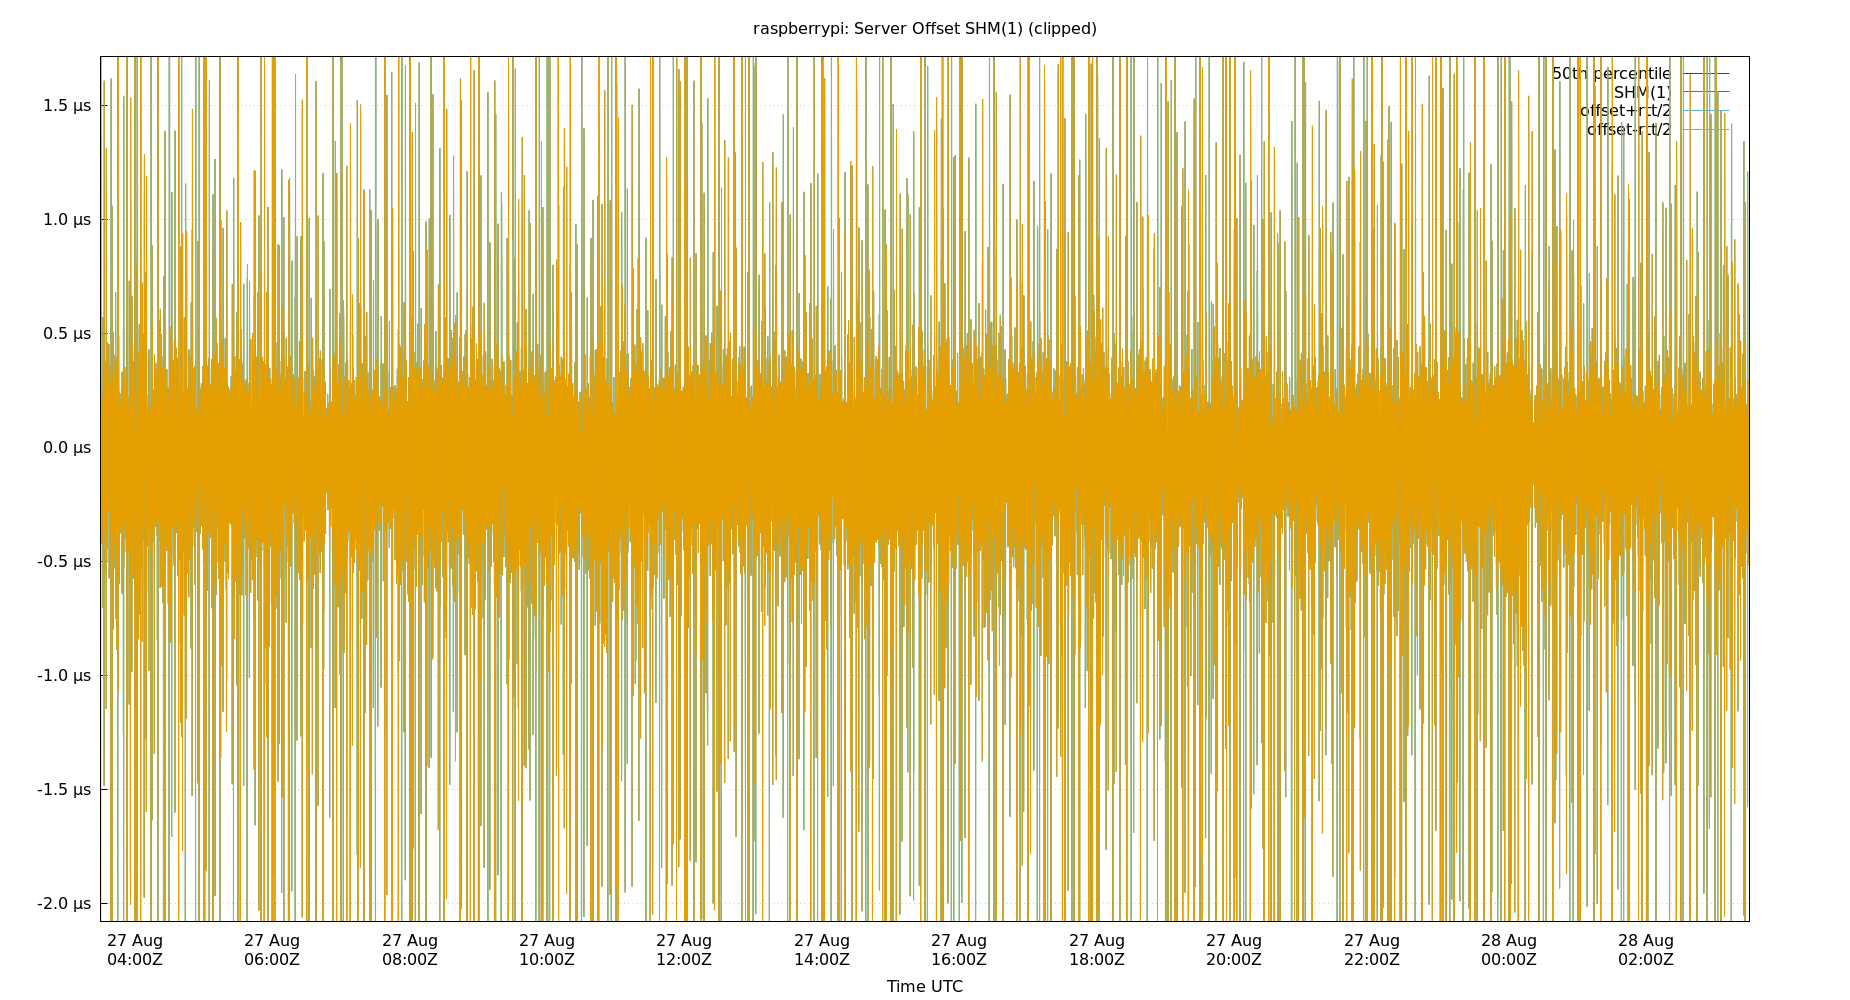 raspberrypi: Server Offset SHM(1) (clipped)
50th percentile
SHM(1)
offset+rtt/2
offset-rtt/2
1.5 µs
1.0 µs
0.5 µs
0.0 µs
-0.5 µs
-1.0 µs
-1.5 µs
-2.0 µs
27 Aug 27 Aug 27 Aug 27 Aug 27 Aug 27 Aug 27 Aug 27 Aug 27 Aug 27 Aug 28 Aug 28 Aug
04:00Z 06:00Z 08:00Z 10:00Z 12:00Z 14:00Z 16:00Z 18:00Z 20:00Z 22:00Z 00:00Z 02:00Z
Time UTC